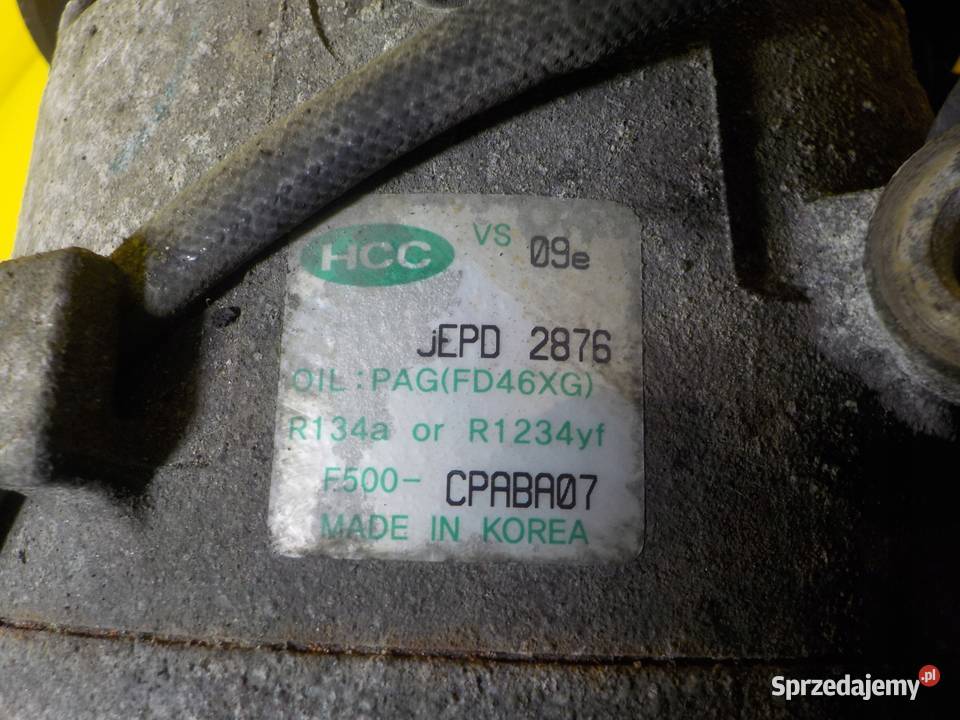 HCC VS 09e
jEPD 2876
OIL : PAG(FD46XG)
R134a or R1234yf
F500- CPABA07
MADE IN KOREA
Sprzedajemy.pl